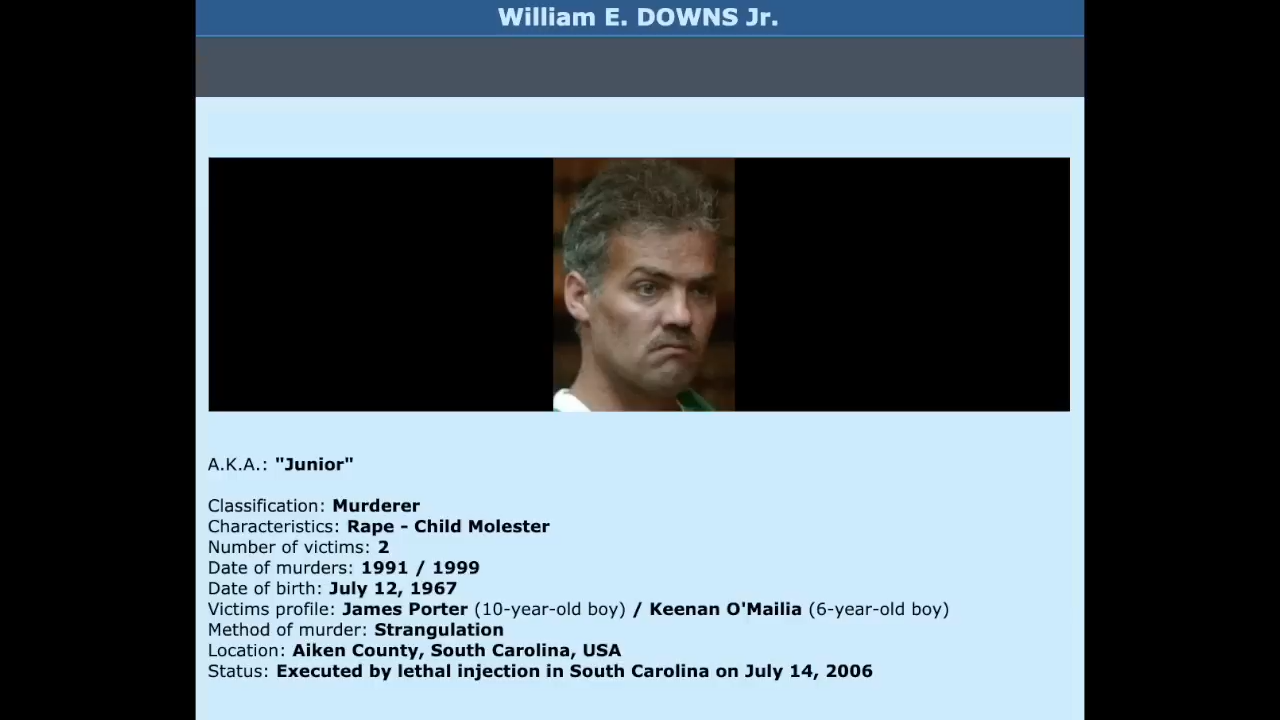 William E. DOWNS Jr.
A.K.A.: "Junior"
Classification: Murderer
Characteristics: Rape - Child Molester
Number of victims: 2
Date of murders: 1991 / 1999
Date of birth: July 12, 1967
Victims profile: James Porter (10-year-old boy) / Keenan O'Mailia (6-year-old boy)
Method of murder: Strangulation
Location: Aiken County, South Carolina, USA
Status: Executed by lethal injection in South Carolina on July 14, 2006